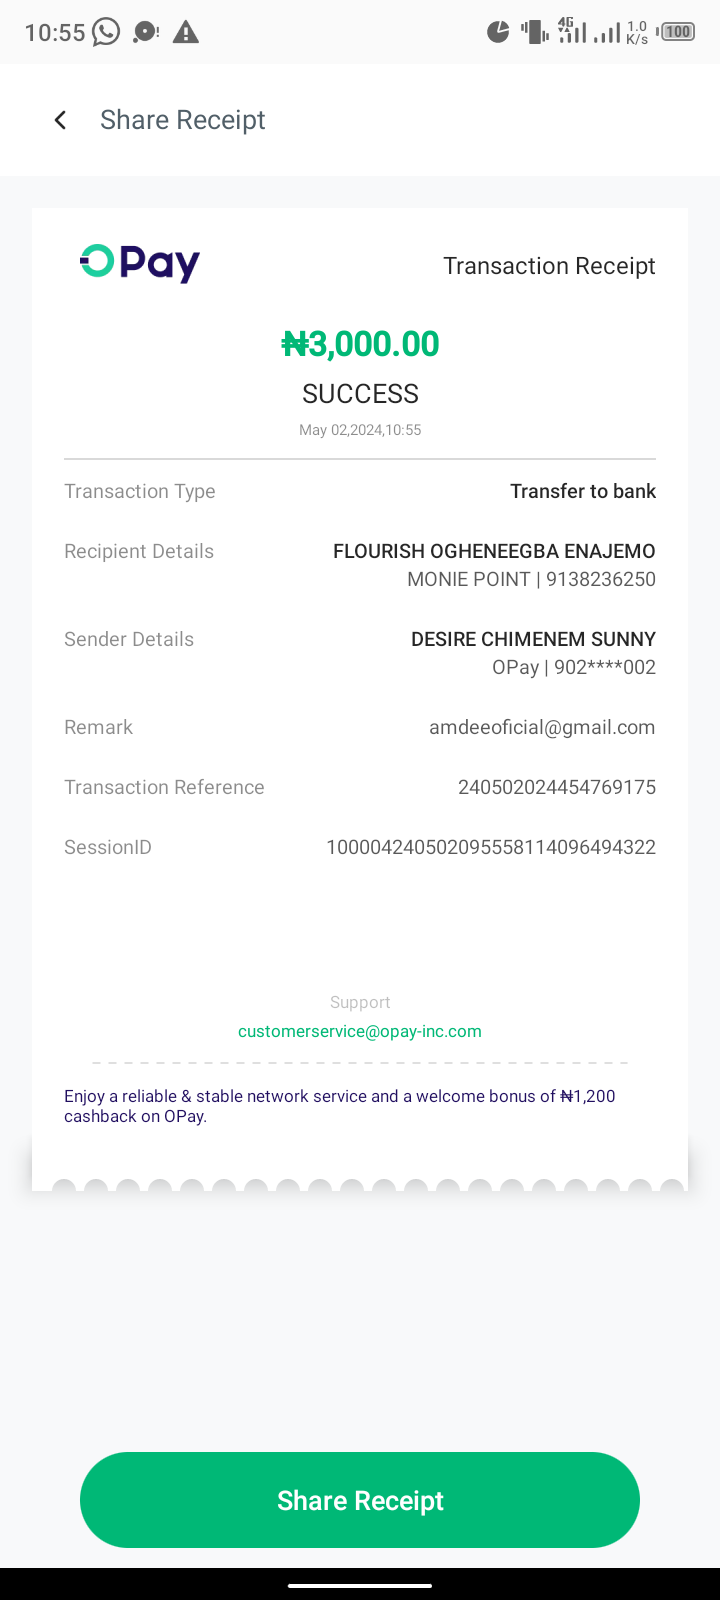 10:55
4G
1.0
K/s
100
Share Receipt
OPay
Transaction Receipt
₦3,000.00
SUCCESS
May 02,2024,10:55
Transaction Type
Transfer to bank
Recipient Details
FLOURISH OGHENEEGBA ENAJEMO
MONIE POINT | 9138236250
Sender Details
DESIRE CHIMENEM SUNNY
OPay | 902****002
Remark
amdeeoficial@gmail.com
Transaction Reference
240502024454769175
SessionID
100004240502095558114096494322
Support
customerservice@opay-inc.com
Enjoy a reliable & stable network service and a welcome bonus of ₦1,200
cashback on OPay.
Share Receipt